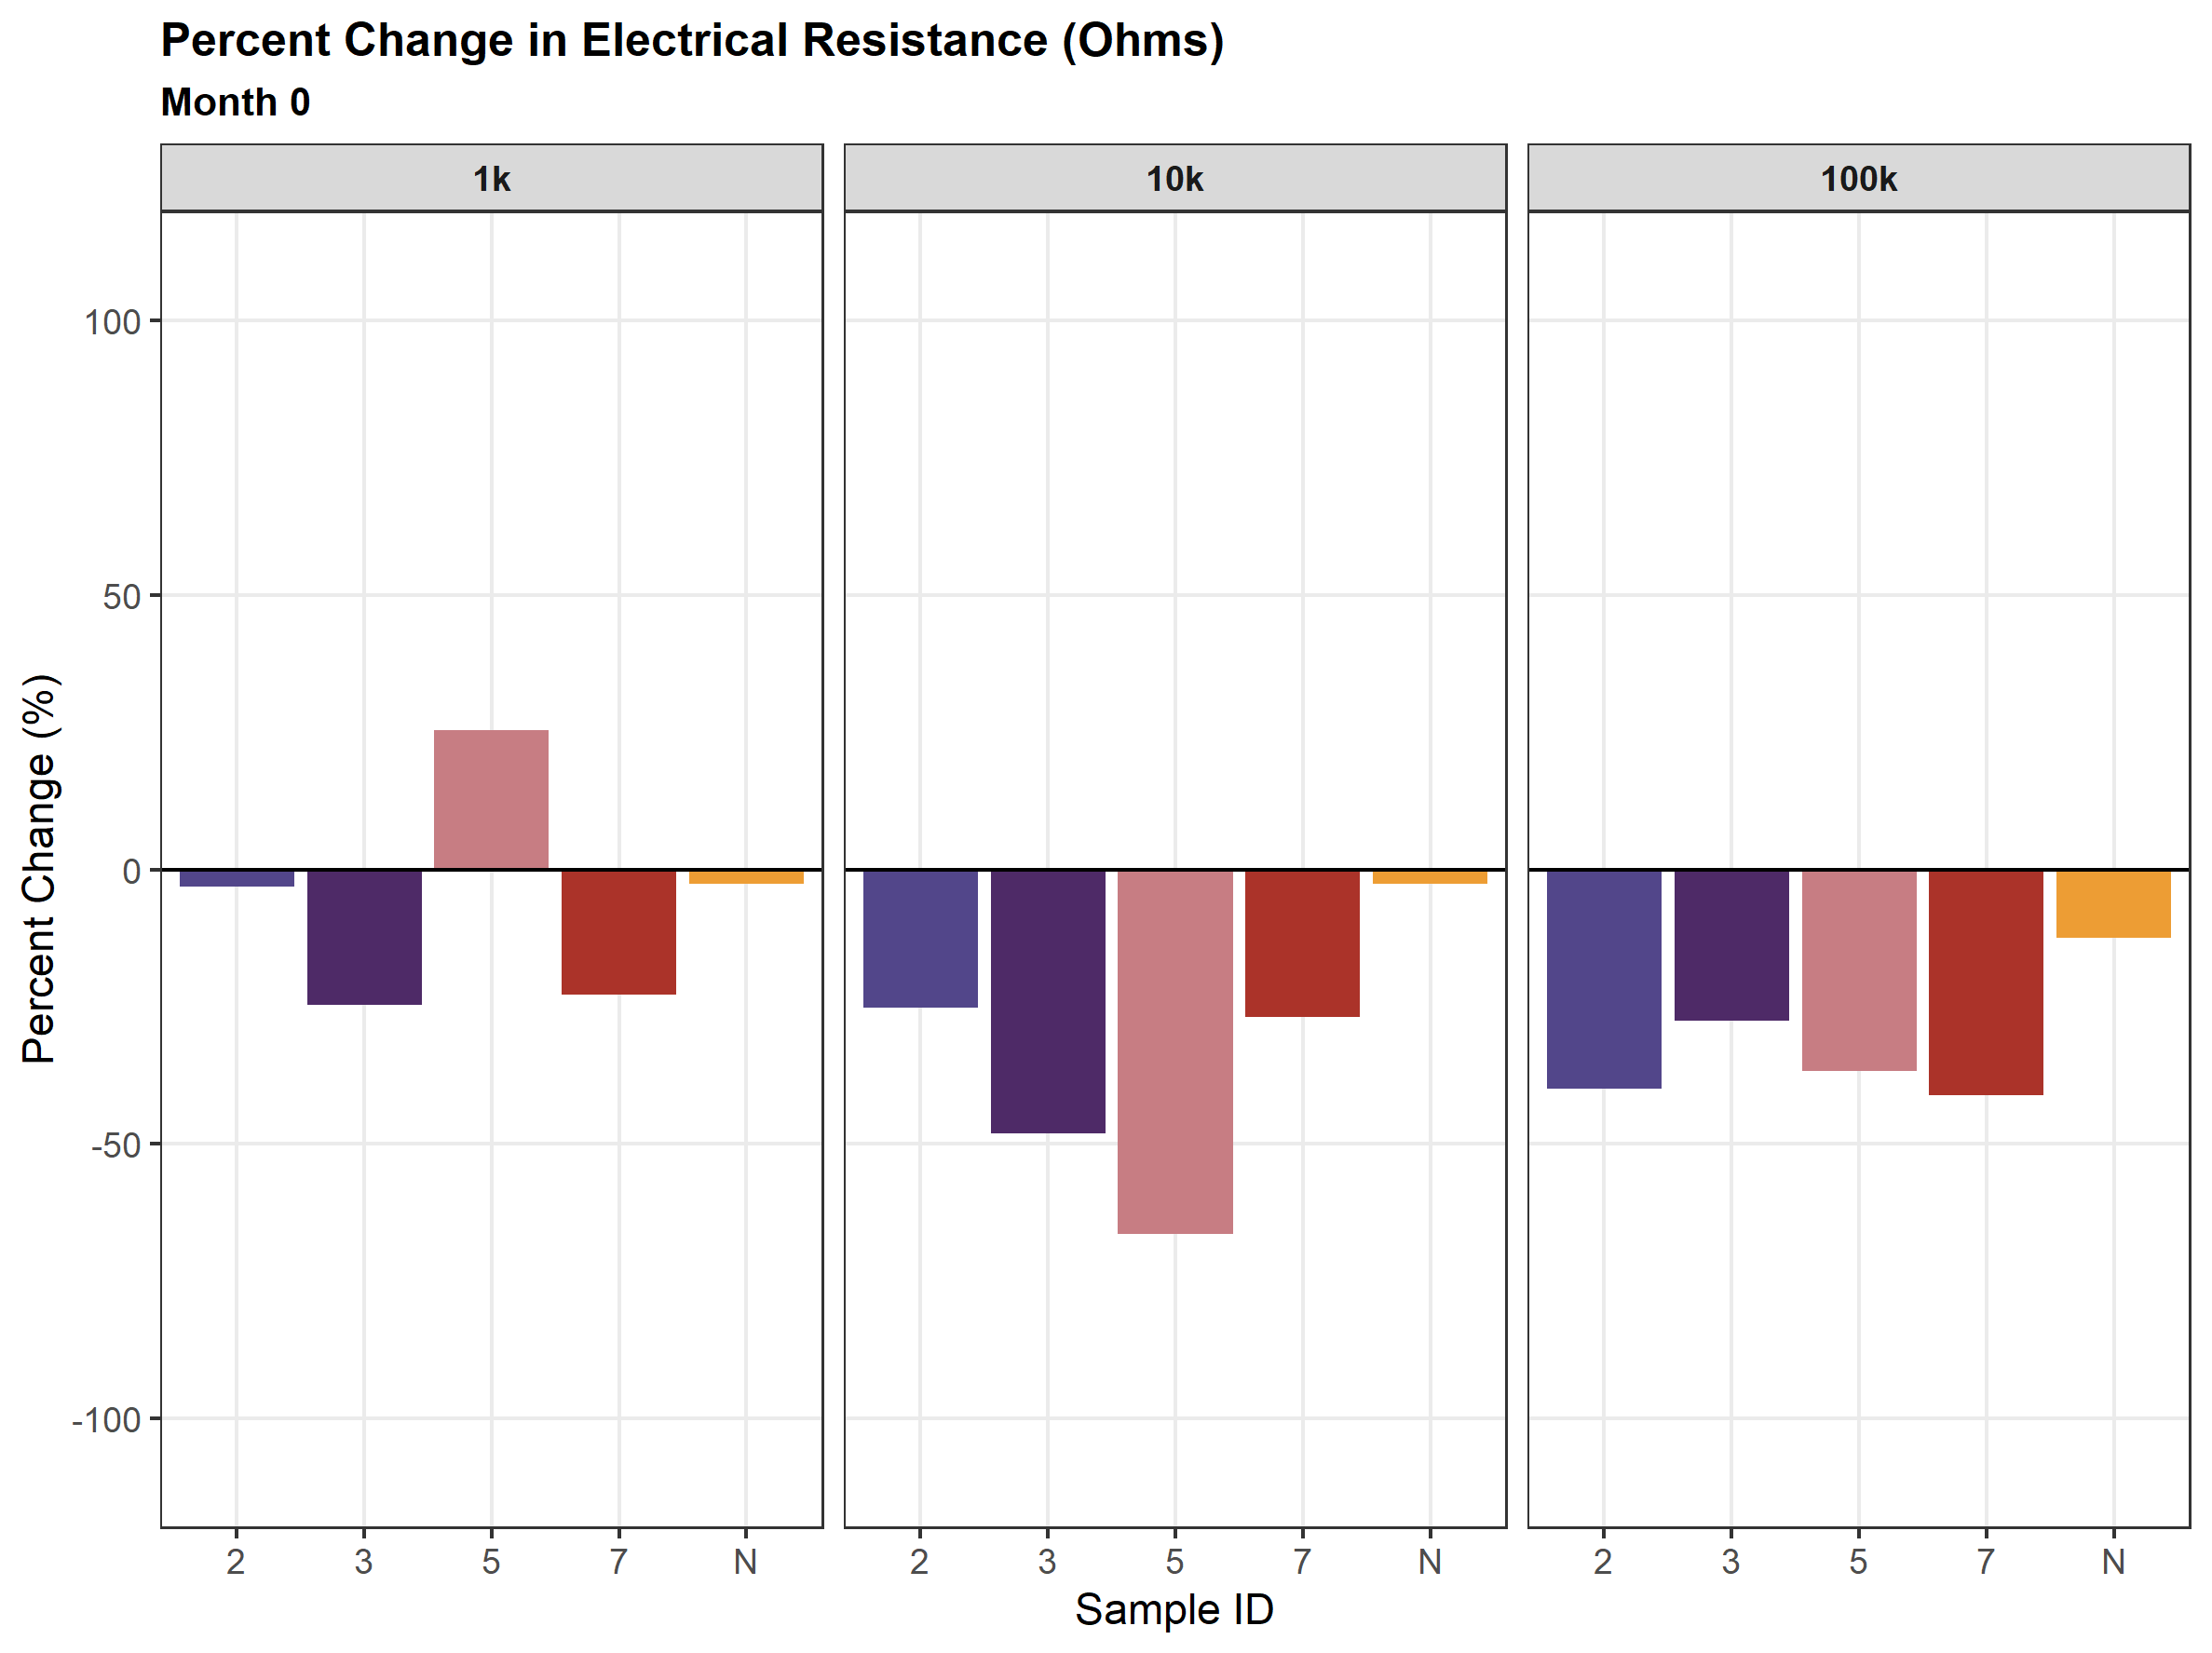 Percent Change in Electrical Resistance (Ohms)
Month 0
1k
10k
100k
Percent Change (%)
100
50
0
-50
-100
2 3 5 7 N
2 3 5 7 N
2 3 5 7 N
Sample ID